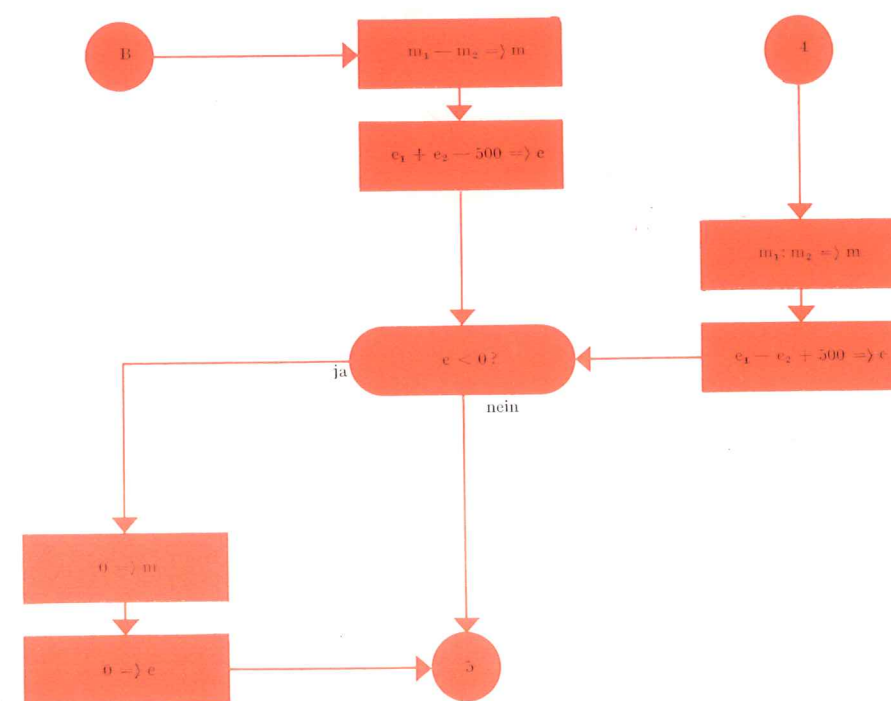 B
m₁ — m₂ => m
4
e₁ + e₂ — 500 => e
m₁ : m₂ => m
e < 0 ?
e₁ — e₂ + 500 => e
ja
nein
0 => m
0 => e
5